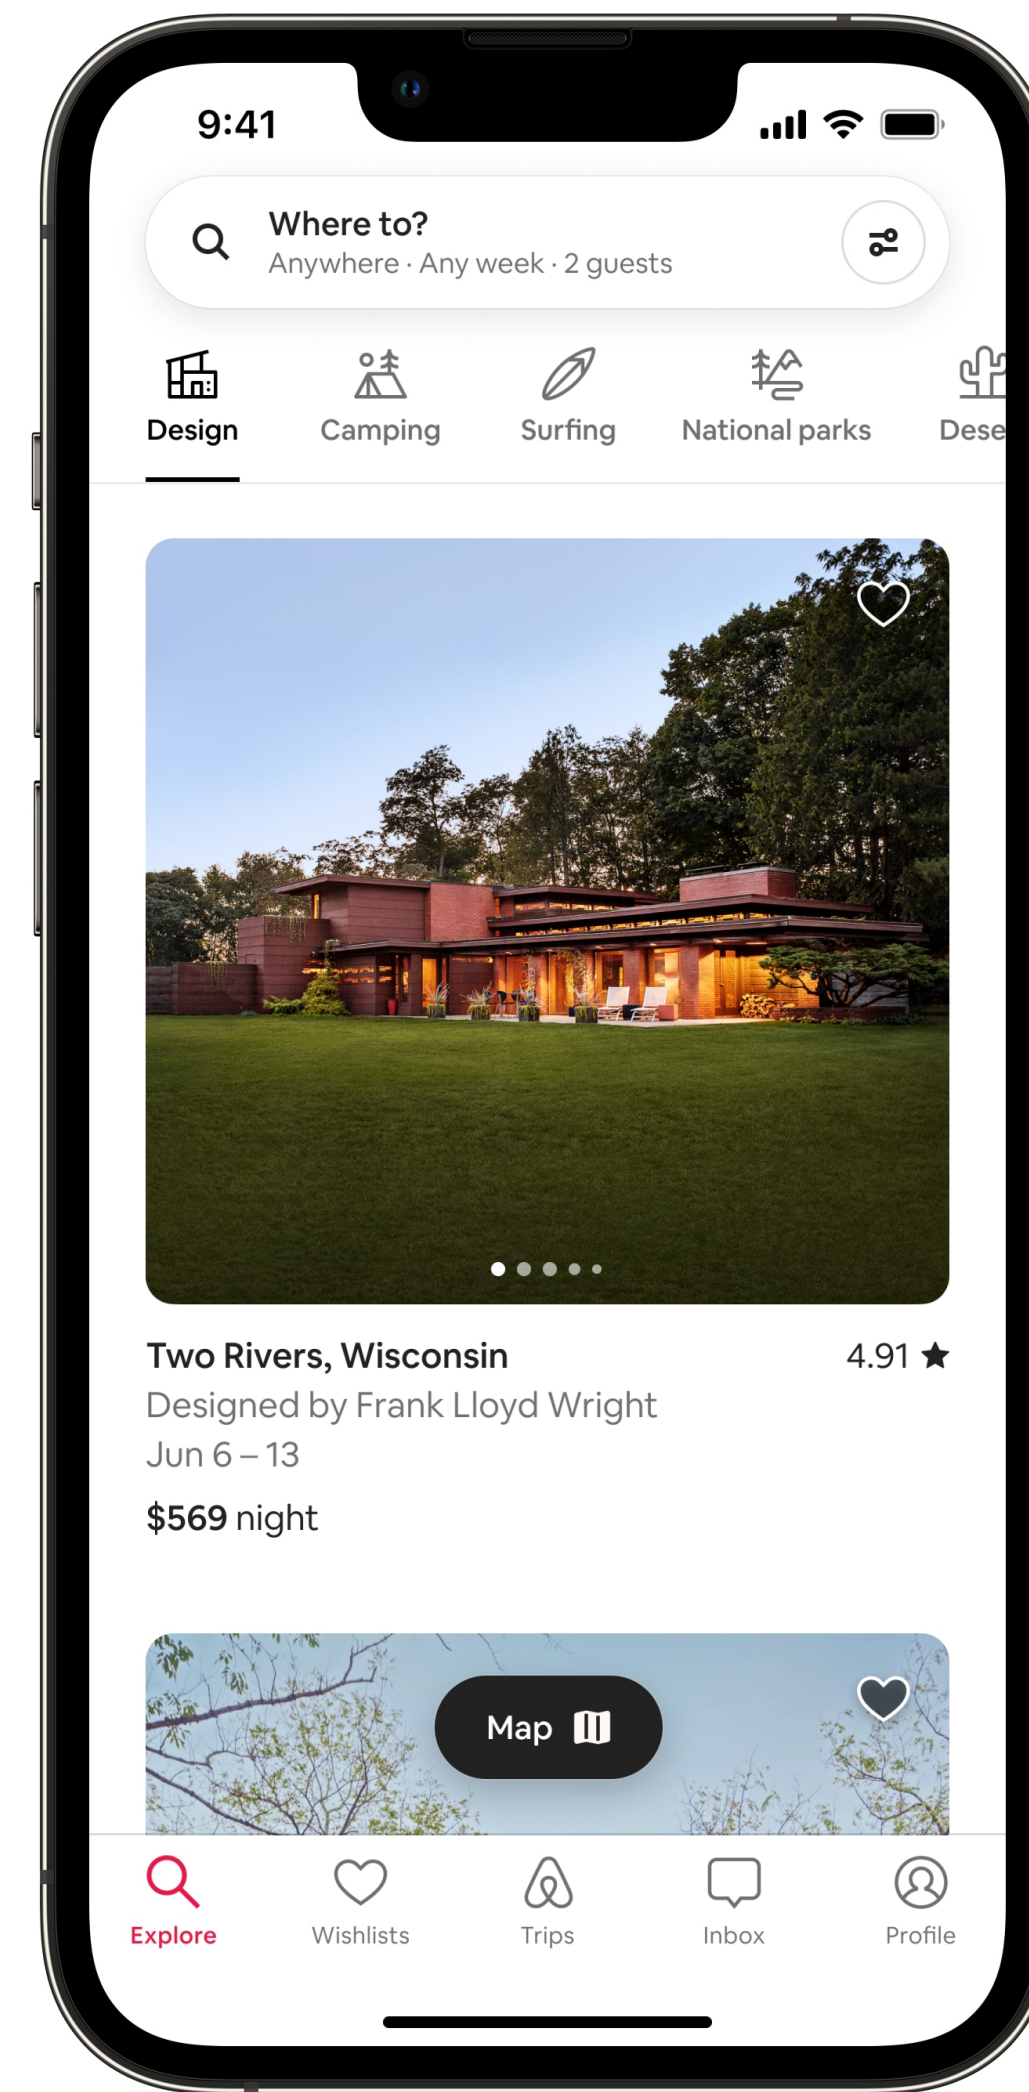 9:41
Where to?
Anywhere · Any week · 2 guests
Design
Camping
Surfing
National parks
Dese
Two Rivers, Wisconsin
4.91 ★
Designed by Frank Lloyd Wright
Jun 6 – 13
$569 night
Map
Explore
Wishlists
Trips
Inbox
Profile